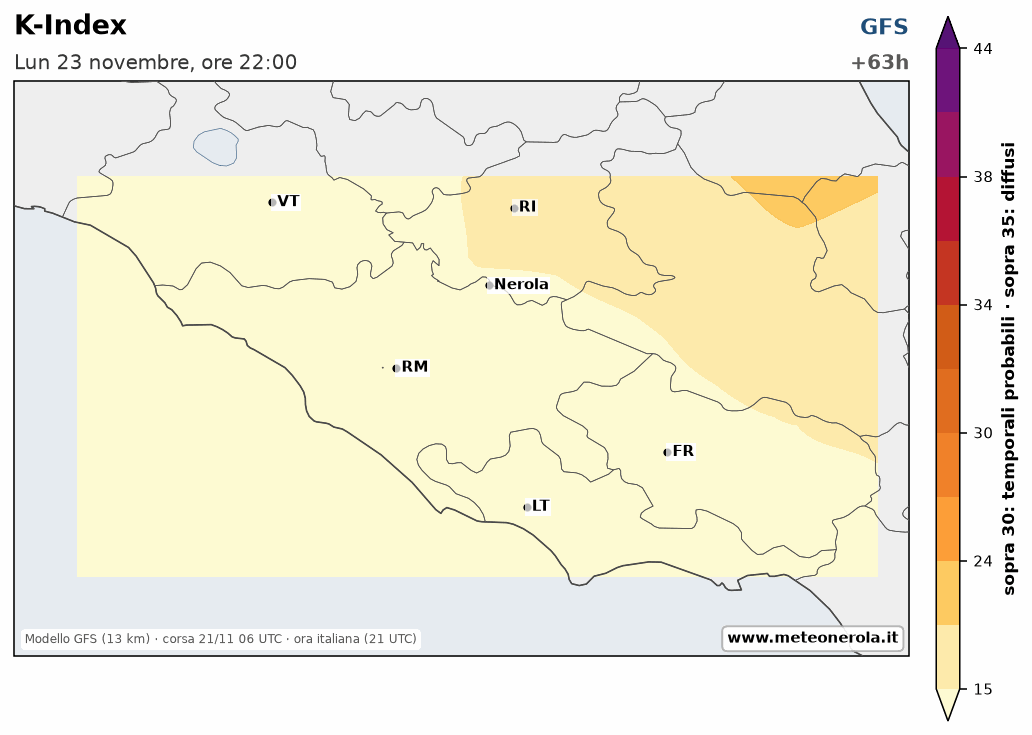 K-Index
GFS
Lun 23 novembre, ore 22:00
+63h
VT
RI
Nerola
RM
FR
LT
Modello GFS (13 km) · corsa 21/11 06 UTC · ora italiana (21 UTC)
www.meteonerola.it
44
38
34
30
24
15
sopra 30: temporali probabili · sopra 35: diffusi